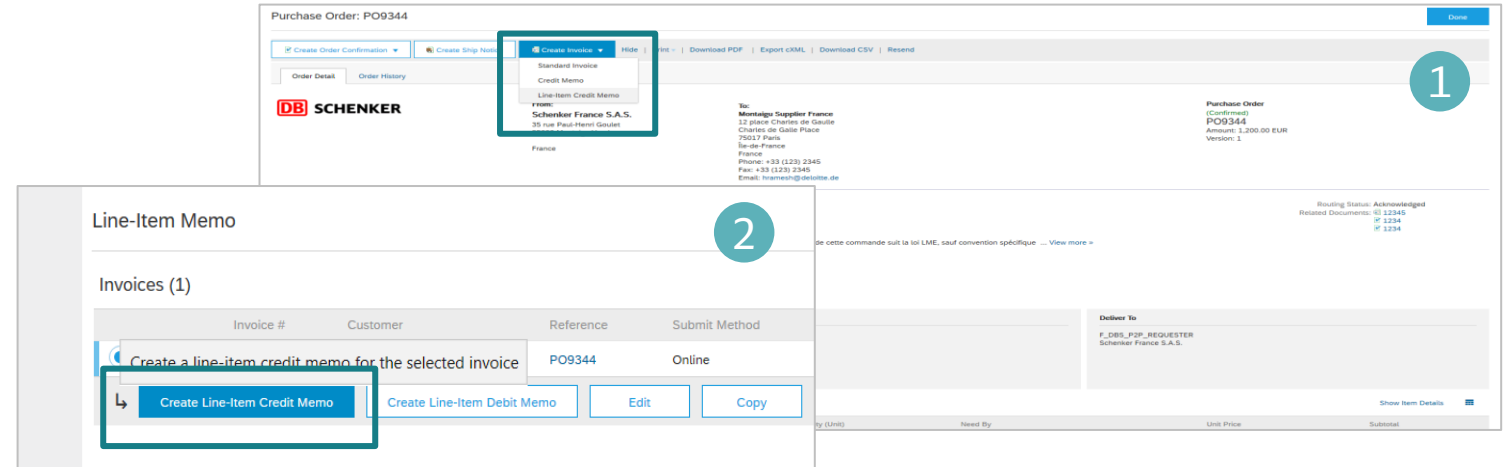 Purchase Order: PO9344
Done
Create Order Confirmation
Create Ship Notice
Create Invoice
Hide | Print - | Download PDF | Export cXML | Download CSV | Resend
Standard Invoice
Credit Memo
Line-Item Credit Memo
Order Detail
Order History
1
DB SCHENKER
From:
Schenker France S.A.S.
35 rue Paul-Henri Goulet
France
To:
Montaigu Supplier France
12 place Charles de Gaulle
Charles de Galle Place
75017 Paris
Île-de-France
France
Phone: +33 (123) 2345
Fax: +33 (123) 2345
Email: hramesh@deloitte.de
Purchase Order
(Confirmed)
PO9344
Amount: 1,200.00 EUR
Version: 1
Routing Status: Acknowledged
Related Documents: 12345
1234
1234
de cette commande suit la loi LME, sauf convention spécifique ... View more »
Deliver To
F_DBS_P2P_REQUESTER
Schenker France S.A.S.
Show Item Details
(Unit) Need By Unit Price Subtotal
Line-Item Memo
2
Invoices (1)
Invoice # Customer Reference Submit Method
Create a line-item credit memo for the selected invoice
PO9344 Online
Create Line-Item Credit Memo
Create Line-Item Debit Memo
Edit
Copy